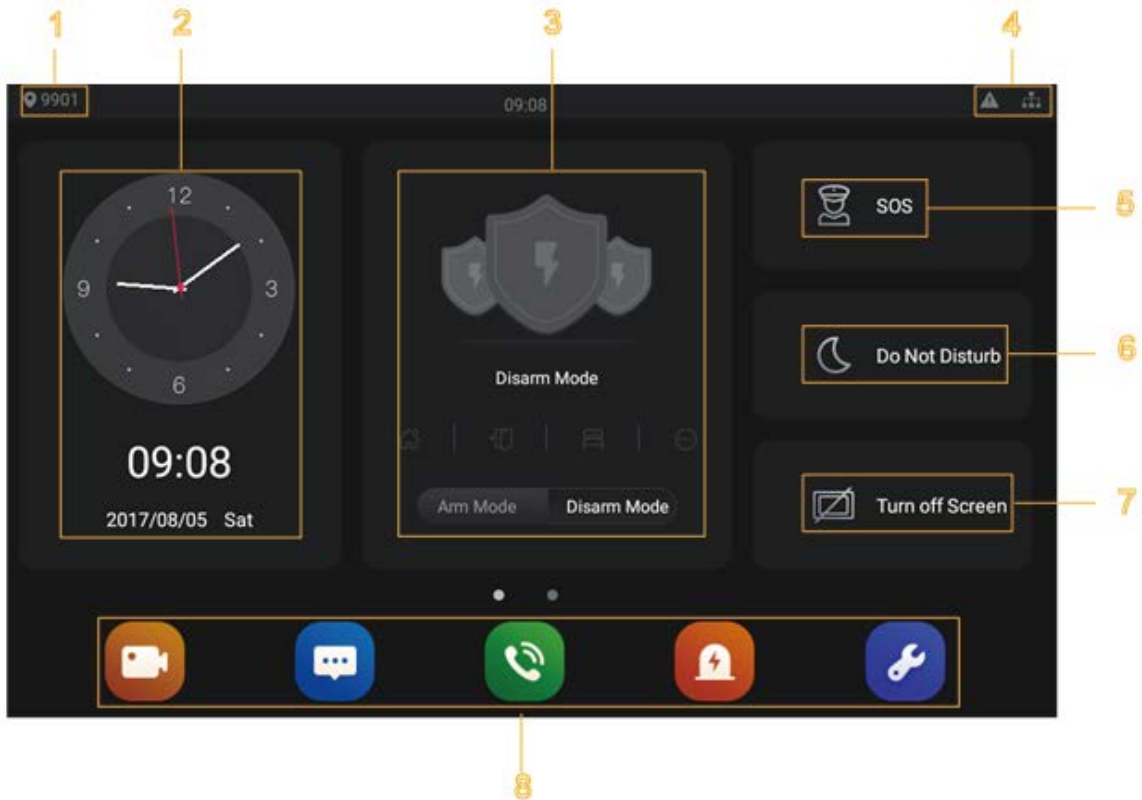 1 2 3 4
9901 09:08
12
9 3
6
09:08
2017/08/05 Sat
Disarm Mode
Arm Mode Disarm Mode
SOS
5
Do Not Disturb
6
Turn off Screen
7
8